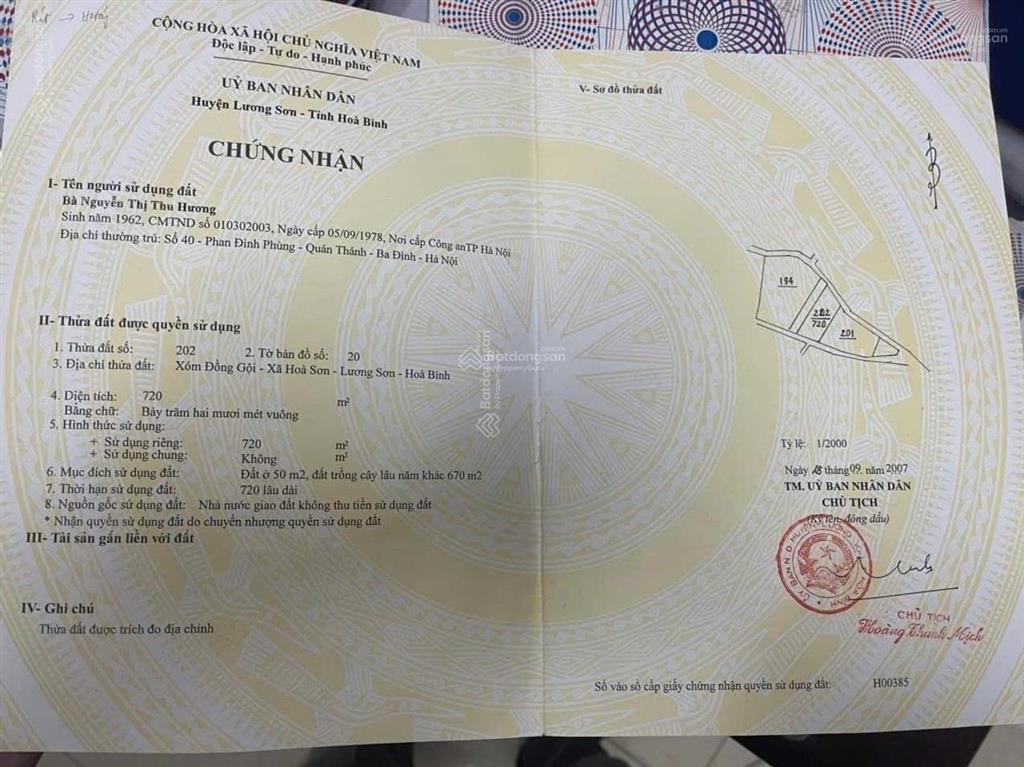 CỘNG HÒA XÃ HỘI CHỦ NGHĨA VIỆT NAM
Độc lập - Tự do - Hạnh phúc
UỶ BAN NHÂN DÂN
Huyện Lương Sơn - Tỉnh Hoà Bình
CHỨNG NHẬN
I- Tên người sử dụng đất
Bà Nguyễn Thị Thu Hương
Sinh năm 1962, CMTND số 010302003, Ngày cấp 05/09/1978, Nơi cấp Công anTP Hà Nội
Địa chỉ thường trú: Số 40 - Phan Đình Phùng - Quán Thánh - Ba Đình - Hà Nội
II- Thửa đất được quyền sử dụng
1. Thửa đất số: 202 2. Tờ bản đồ số: 20
3. Địa chỉ thửa đất: Xóm Đồng Gội - Xã Hoà Sơn - Lương Sơn - Hoà Bình
4. Diện tích: 720 m²
Bằng chữ: Bảy trăm hai mươi mét vuông
5. Hình thức sử dụng:
+ Sử dụng riêng: 720 m²
+ Sử dụng chung: Không m²
6. Mục đích sử dụng đất: Đất ở 50 m2, đất trồng cây lâu năm khác 670 m2
7. Thời hạn sử dụng đất: 720 lâu dài
8. Nguồn gốc sử dụng đất: Nhà nước giao đất không thu tiền sử dụng đất
* Nhận quyền sử dụng đất do chuyển nhượng quyền sử dụng đất
III- Tài sản gắn liền với đất
IV- Ghi chú
Thửa đất được trích đo địa chính
V- Sơ đồ thửa đất
194
202
720
201
Tỷ lệ: 1/2000
Ngày 18 tháng 09. năm 2007
TM. UỶ BAN NHÂN DÂN
CHỦ TỊCH
(Ký tên, đóng dấu)
CHỦ TỊCH
Hoàng Thanh Mịch
Số vào sổ cấp giấy chứng nhận quyền sử dụng đất: H00385
Batdongsan